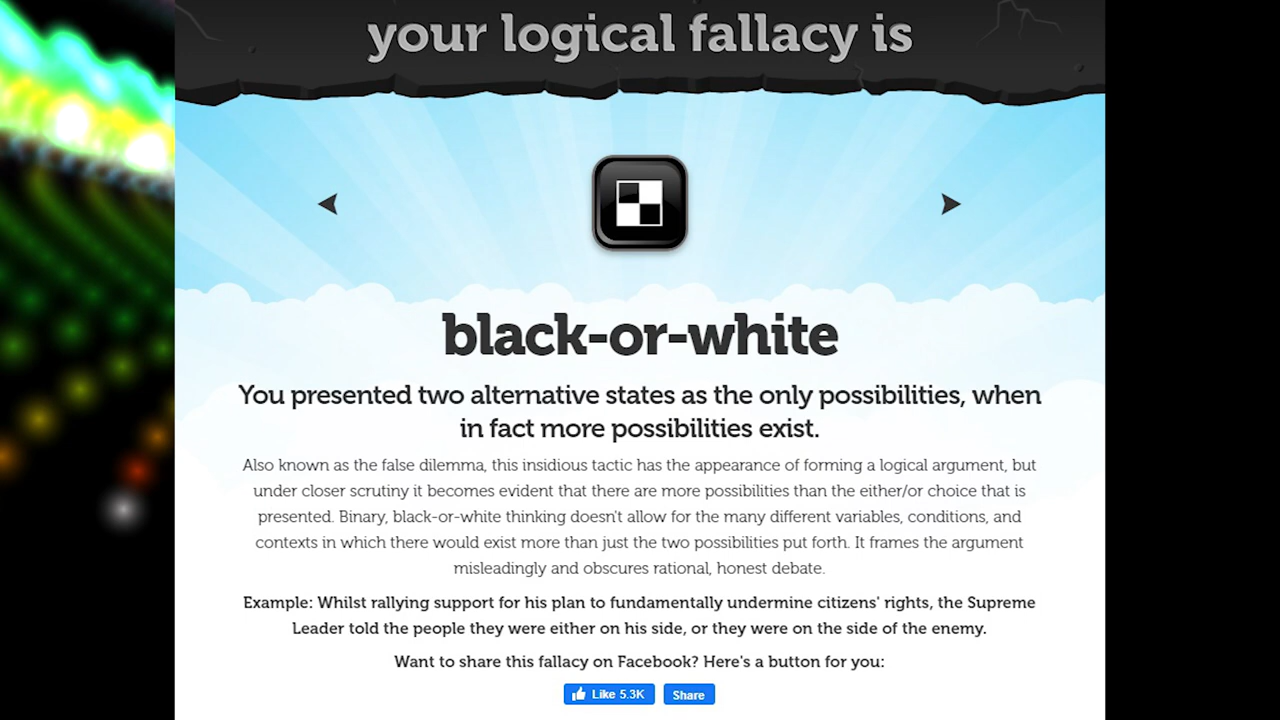 your logical fallacy is
black-or-white
You presented two alternative states as the only possibilities, when
in fact more possibilities exist.
Also known as the false dilemma, this insidious tactic has the appearance of forming a logical argument, but
under closer scrutiny it becomes evident that there are more possibilities than the either/or choice that is
presented. Binary, black-or-white thinking doesn't allow for the many different variables, conditions, and
contexts in which there would exist more than just the two possibilities put forth. It frames the argument
misleadingly and obscures rational, honest debate.
Example: Whilst rallying support for his plan to fundamentally undermine citizens' rights, the Supreme
Leader told the people they were either on his side, or they were on the side of the enemy.
Want to share this fallacy on Facebook? Here's a button for you:
Like 5.3K Share